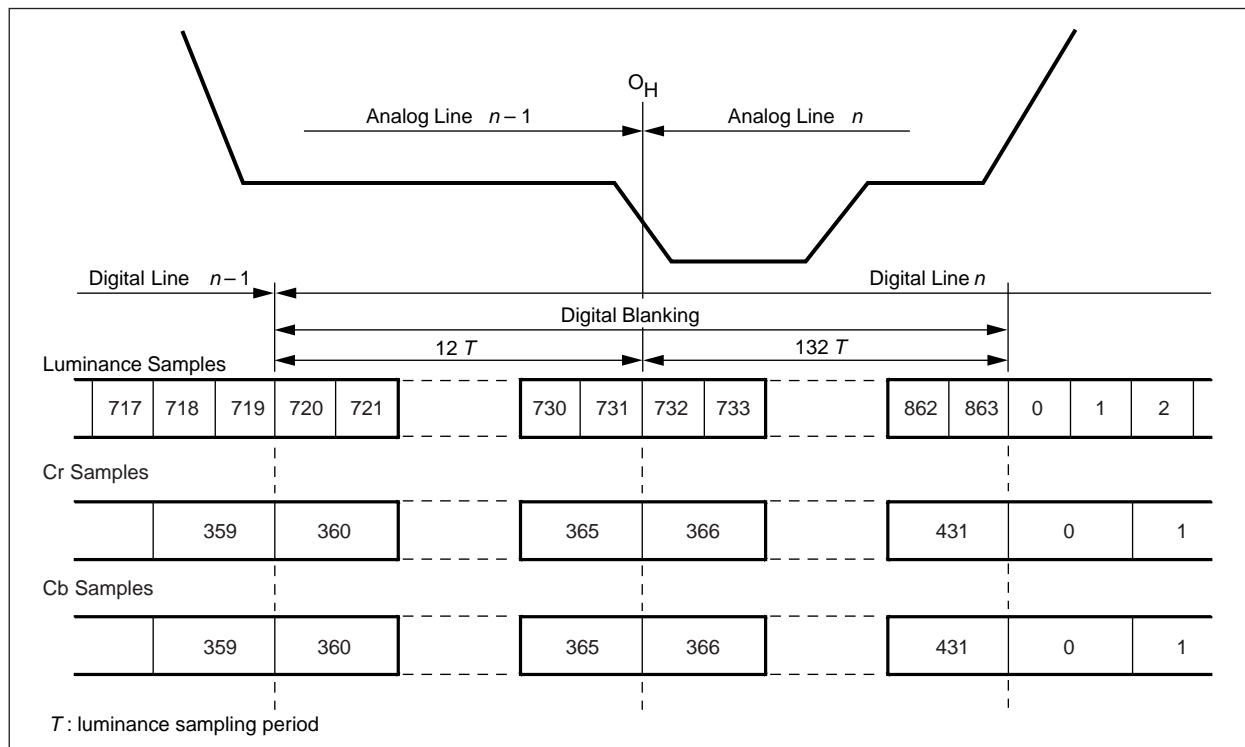 O_H
Analog Line n – 1 Analog Line n
Digital Line n – 1 Digital Line n
Digital Blanking
12 T 132 T
Luminance Samples
717 718 719 720 721 730 731 732 733 862 863 0 1 2
Cr Samples
359 360 365 366 431 0 1
Cb Samples
359 360 365 366 431 0 1
T : luminance sampling period